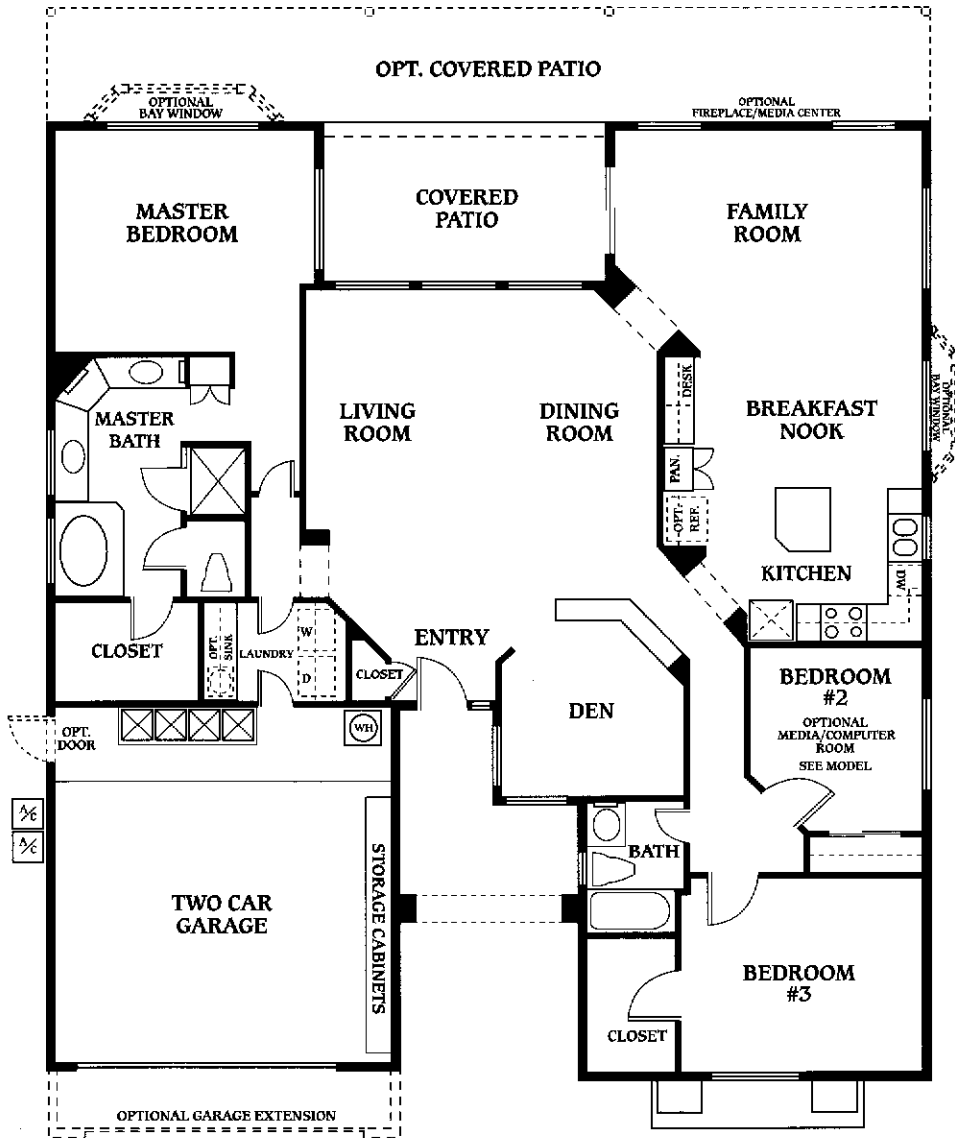 OPT. COVERED PATIO
OPTIONAL
BAY WINDOW
OPTIONAL
FIREPLACE/MEDIA CENTER
MASTER
BEDROOM
COVERED
PATIO
FAMILY
ROOM
MASTER
BATH
LIVING
ROOM
DINING
ROOM
DESK
BREAKFAST
NOOK
OPTIONAL
BAY WINDOW
PAN.
OPT.
REF.
KITCHEN
DW
CLOSET
OPT.
SINK
LAUNDRY
W
D
CLOSET
ENTRY
DEN
BEDROOM
#2
OPTIONAL
MEDIA/COMPUTER
ROOM
SEE MODEL
OPT.
DOOR
WH
A/C
A/C
TWO CAR
GARAGE
STORAGE CABINETS
BATH
BEDROOM
#3
CLOSET
OPTIONAL GARAGE EXTENSION